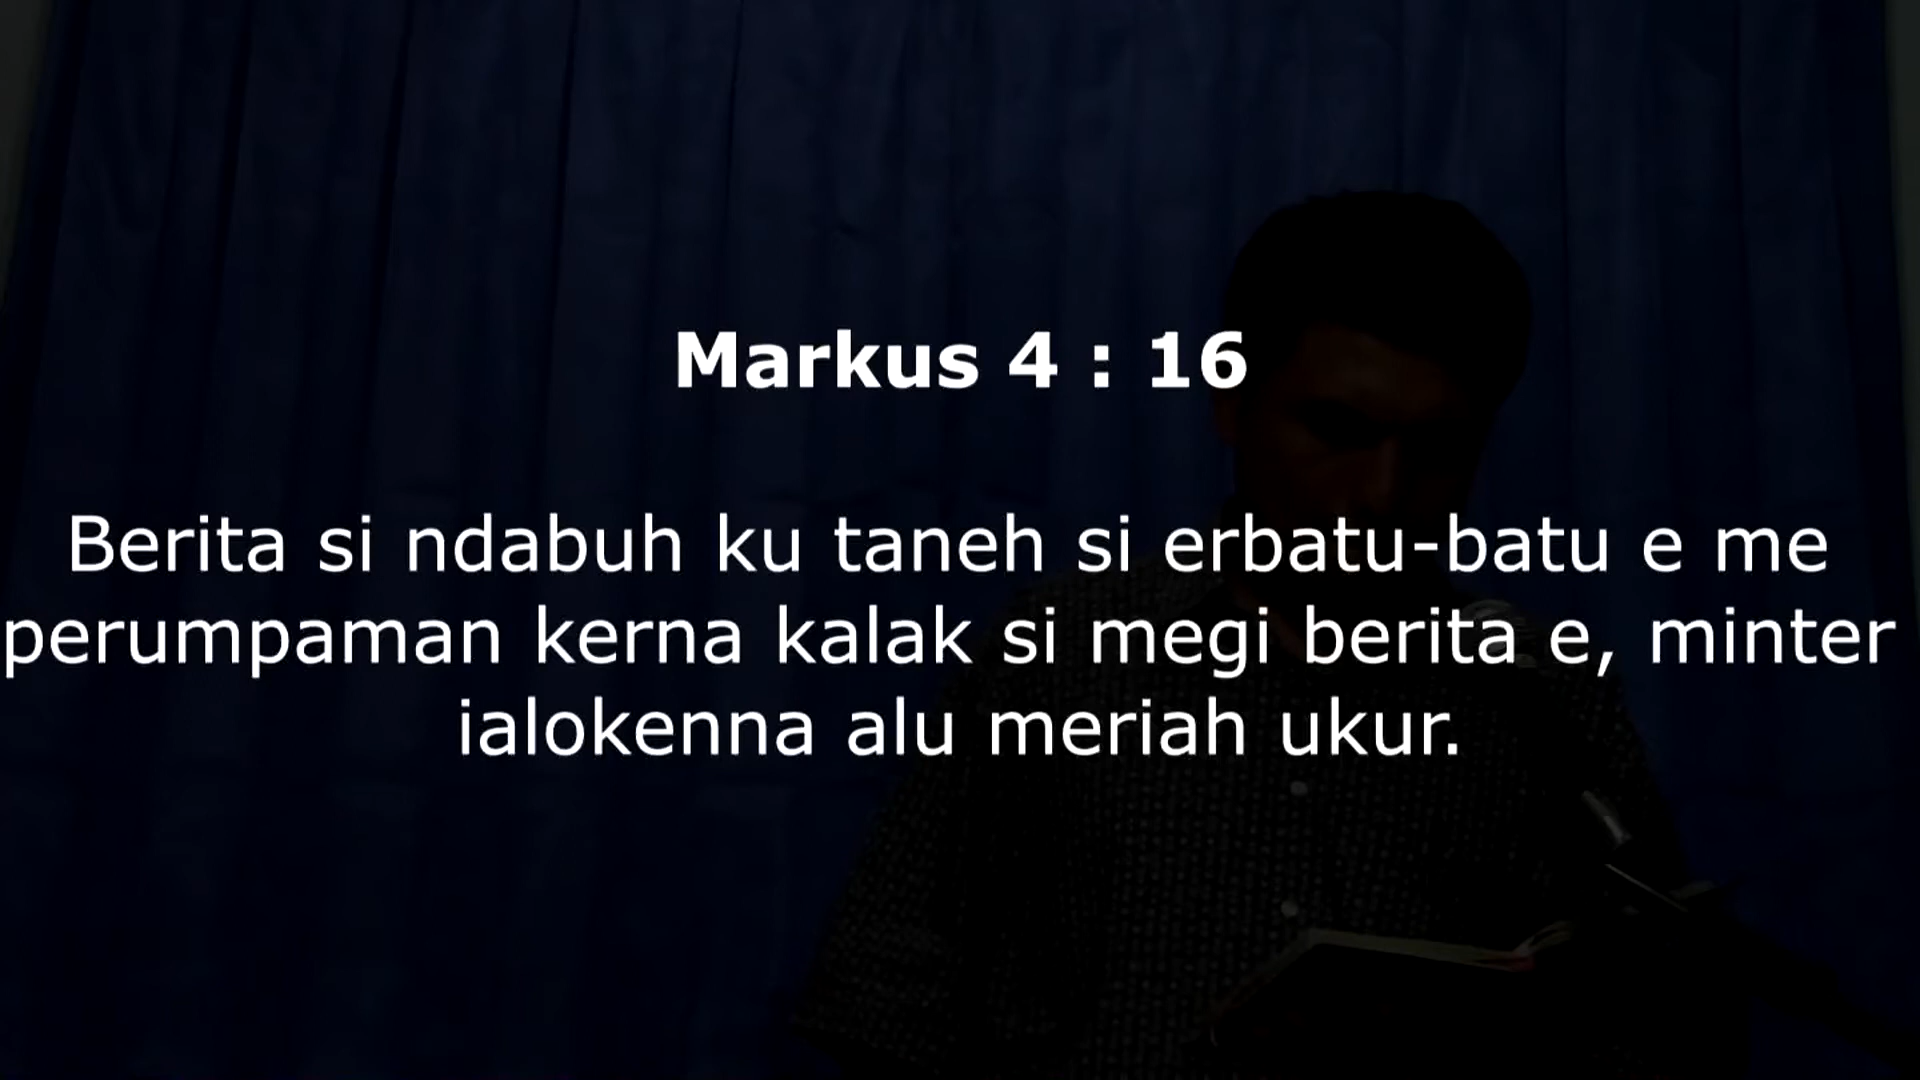 Markus 4 : 16
Berita si ndabuh ku taneh si erbatu-batu e me
perumpaman kerna kalak si megi berita e, minter
ialokenna alu meriah ukur.